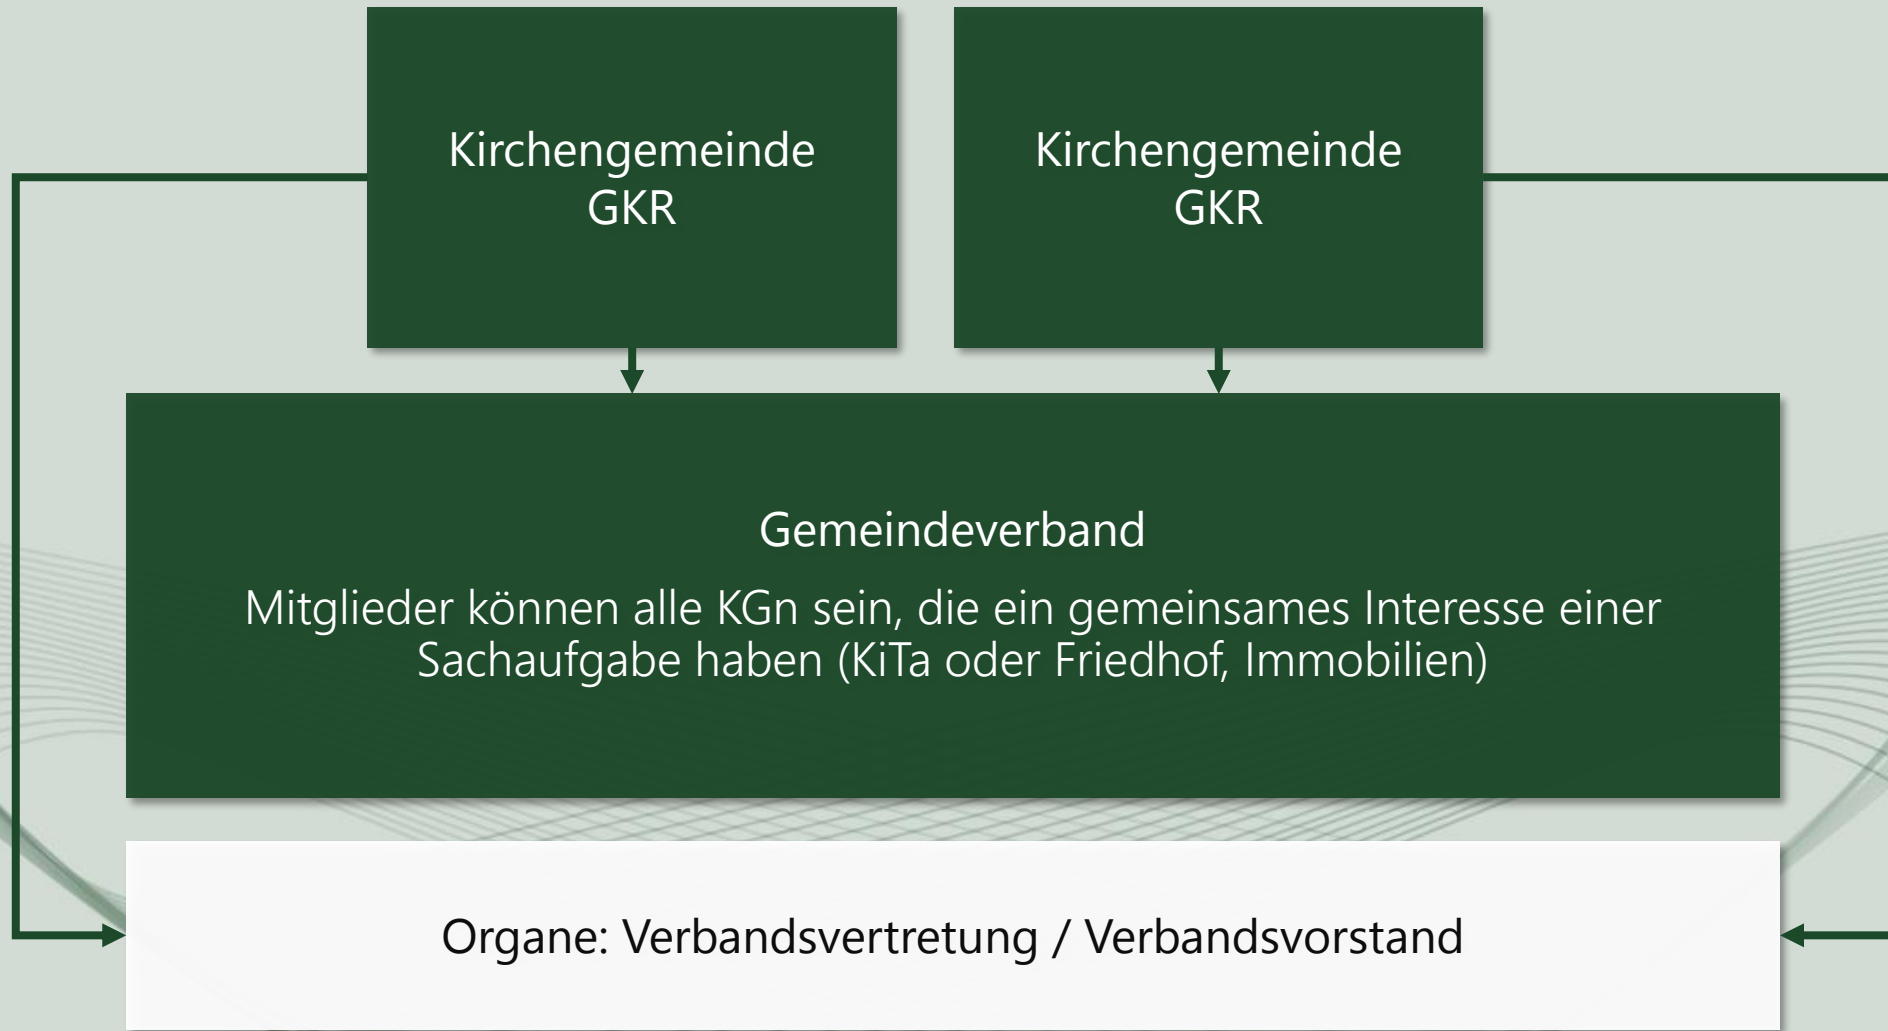 Kirchengemeinde
GKR
Kirchengemeinde
GKR
Gemeindeverband
Mitglieder können alle KGn sein, die ein gemeinsames Interesse einer
Sachaufgabe haben (KiTa oder Friedhof, Immobilien)
Organe: Verbandsvertretung / Verbandsvorstand